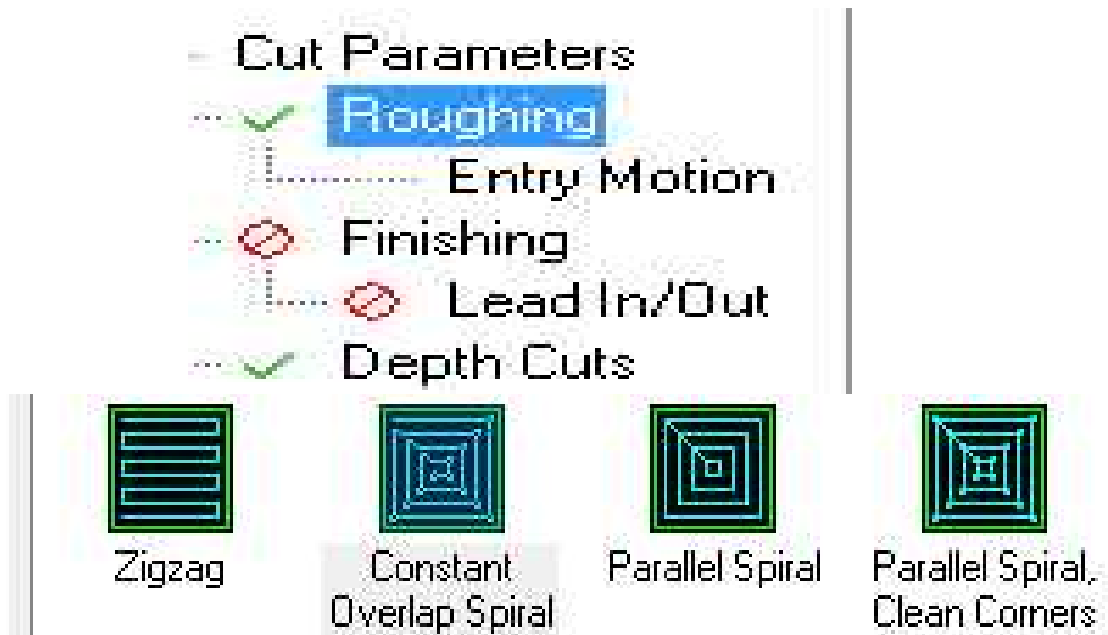 Cut Parameters
Roughing
Entry Motion
Finishing
Lead In/Out
Depth Cuts
Zigzag
Constant
Overlap Spiral
Parallel Spiral
Parallel Spiral,
Clean Corners